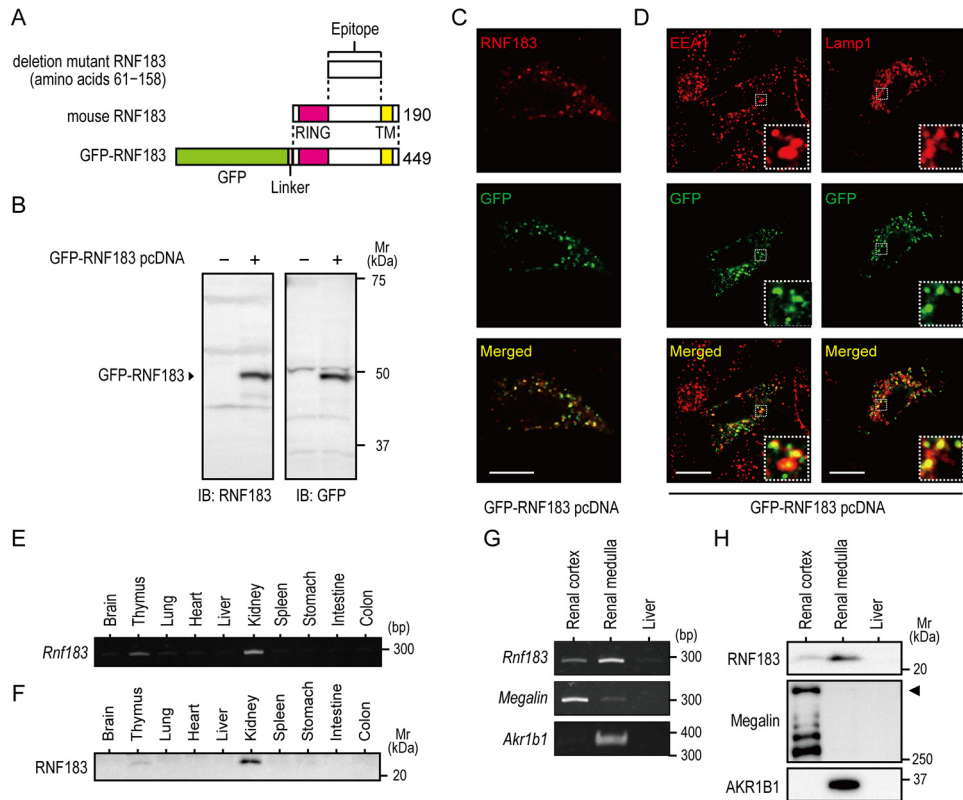 A
Epitope
deletion mutant RNF183
(amino acids 61–158)
mouse RNF183
190
RING
TM
GFP-RNF183
449
GFP
Linker
B
GFP-RNF183 pcDNA
– + – +
Mr
(kDa)
75
50
37
GFP-RNF183
IB: RNF183
IB: GFP
C
RNF183
GFP
Merged
GFP-RNF183 pcDNA
D
EEA1
Lamp1
GFP
GFP
Merged
Merged
GFP-RNF183 pcDNA
E
Brain
Thymus
Lung
Heart
Liver
Kidney
Spleen
Stomach
Intestine
Colon
(bp)
Rnf183
300
F
Brain
Thymus
Lung
Heart
Liver
Kidney
Spleen
Stomach
Intestine
Colon
Mr
(kDa)
RNF183
20
G
Renal cortex
Renal medulla
Liver
(bp)
Rnf183
300
Megalin
300
Akr1b1
400
300
H
Renal cortex
Renal medulla
Liver
Mr
(kDa)
RNF183
20
Megalin
250
AKR1B1
37